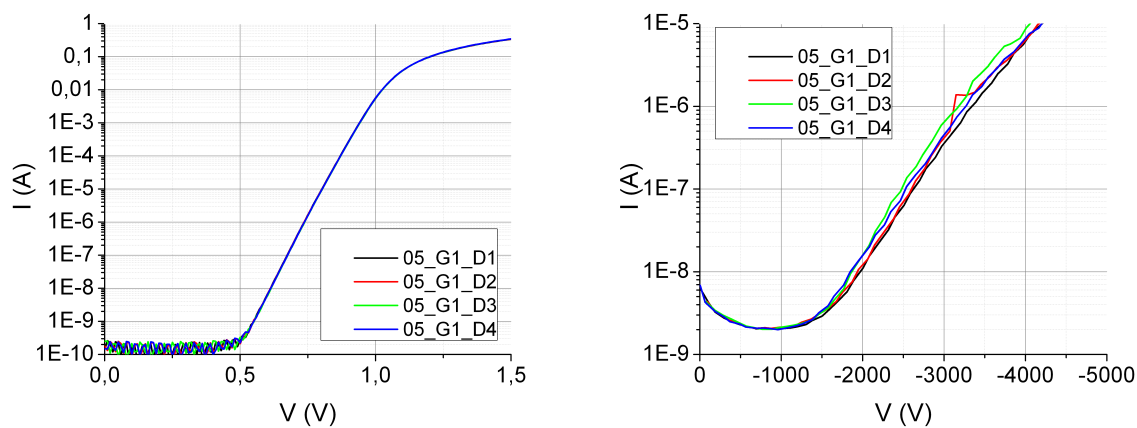 1
0,1
0,01
1E-3
1E-4
1E-5
1E-6
1E-7
1E-8
1E-9
1E-10
I (A)
0,0
0,5
1,0
1,5
V (V)
05_G1_D1
05_G1_D2
05_G1_D3
05_G1_D4
1E-5
1E-6
1E-7
1E-8
1E-9
I (A)
0
-1000
-2000
-3000
-4000
-5000
V (V)
05_G1_D1
05_G1_D2
05_G1_D3
05_G1_D4